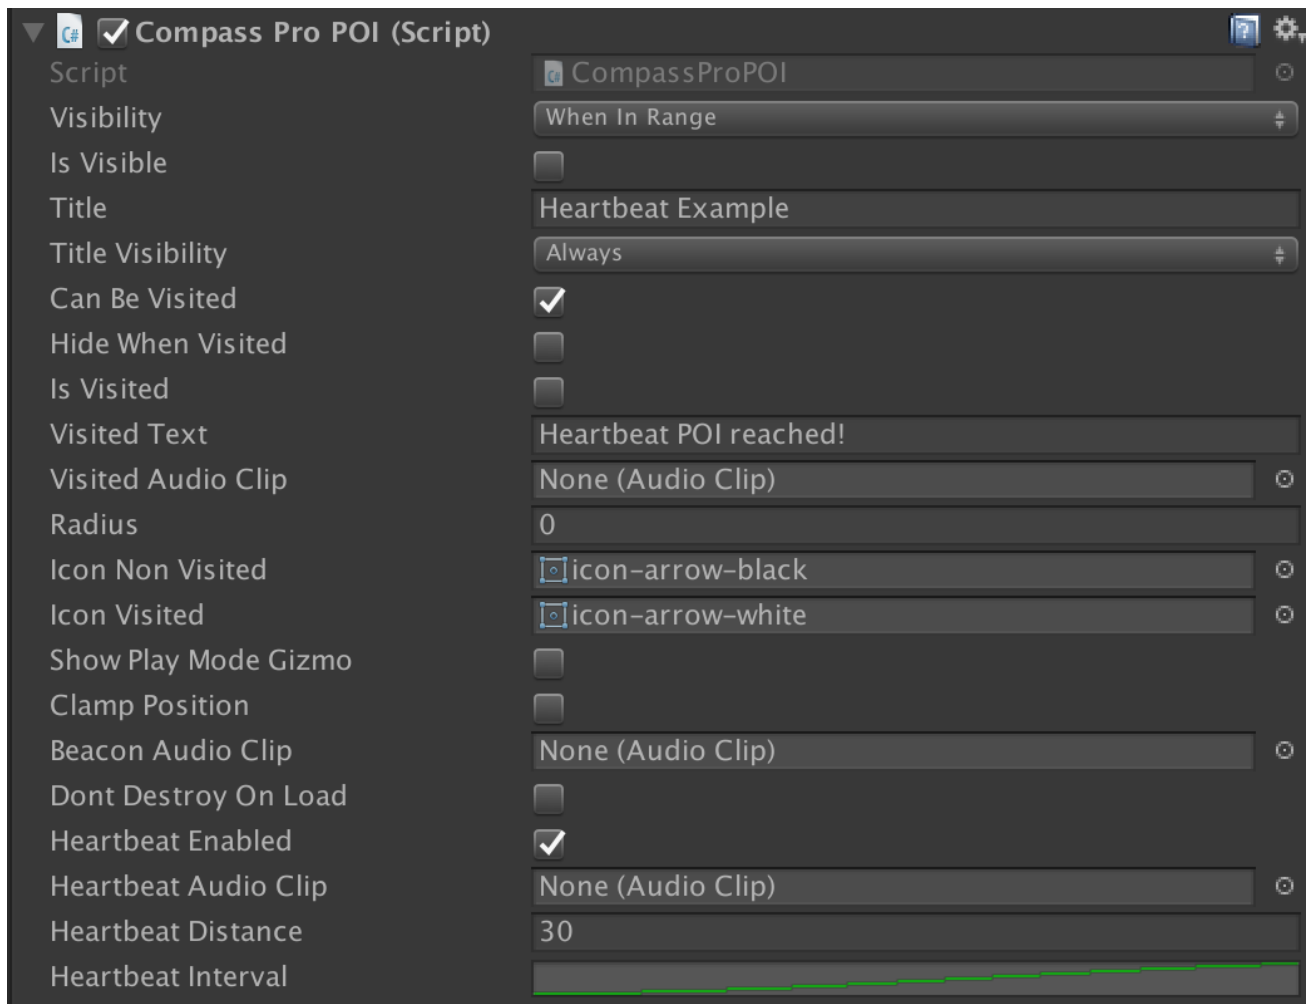 Compass Pro POI (Script)
Script CompassProPOI
Visibility When In Range
Is Visible
Title Heartbeat Example
Title Visibility Always
Can Be Visited
Hide When Visited
Is Visited
Visited Text Heartbeat POI reached!
Visited Audio Clip None (Audio Clip)
Radius 0
Icon Non Visited icon-arrow-black
Icon Visited icon-arrow-white
Show Play Mode Gizmo
Clamp Position
Beacon Audio Clip None (Audio Clip)
Dont Destroy On Load
Heartbeat Enabled
Heartbeat Audio Clip None (Audio Clip)
Heartbeat Distance 30
Heartbeat Interval